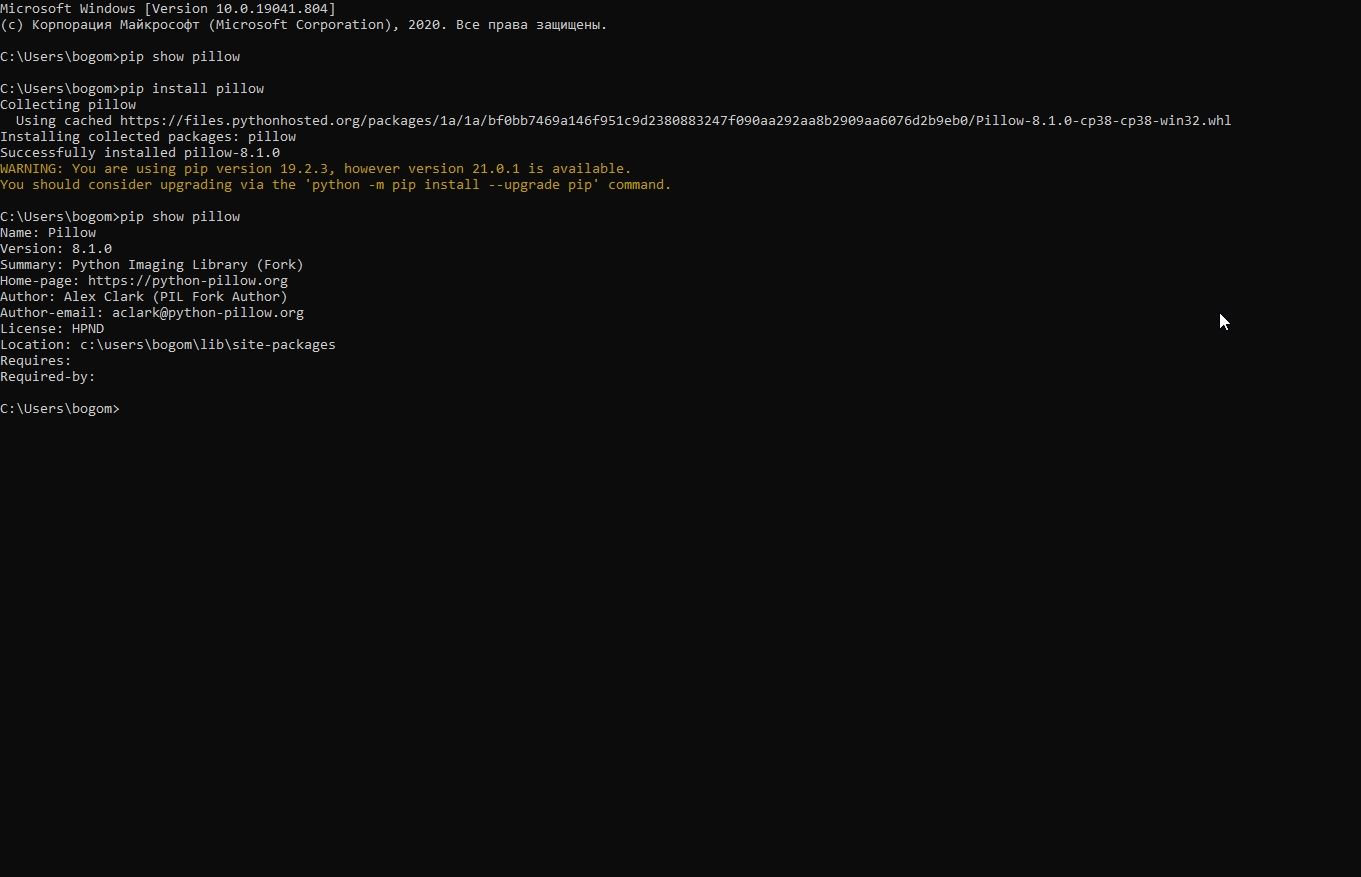 Microsoft Windows [Version 10.0.19041.804]
(c) Корпорация Майкрософт (Microsoft Corporation), 2020. Все права защищены.
C:\Users\bogom>pip show pillow
C:\Users\bogom>pip install pillow
Collecting pillow
  Using cached https://files.pythonhosted.org/packages/1a/1a/bf0bb7469a146f951c9d2380883247f090aa292aa8b2909aa6076d2b9eb0/Pillow-8.1.0-cp38-cp38-win32.whl
Installing collected packages: pillow
Successfully installed pillow-8.1.0
WARNING: You are using pip version 19.2.3, however version 21.0.1 is available.
You should consider upgrading via the 'python -m pip install --upgrade pip' command.
C:\Users\bogom>pip show pillow
Name: Pillow
Version: 8.1.0
Summary: Python Imaging Library (Fork)
Home-page: https://python-pillow.org
Author: Alex Clark (PIL Fork Author)
Author-email: aclark@python-pillow.org
License: HPND
Location: c:\users\bogom\lib\site-packages
Requires:
Required-by:
C:\Users\bogom>